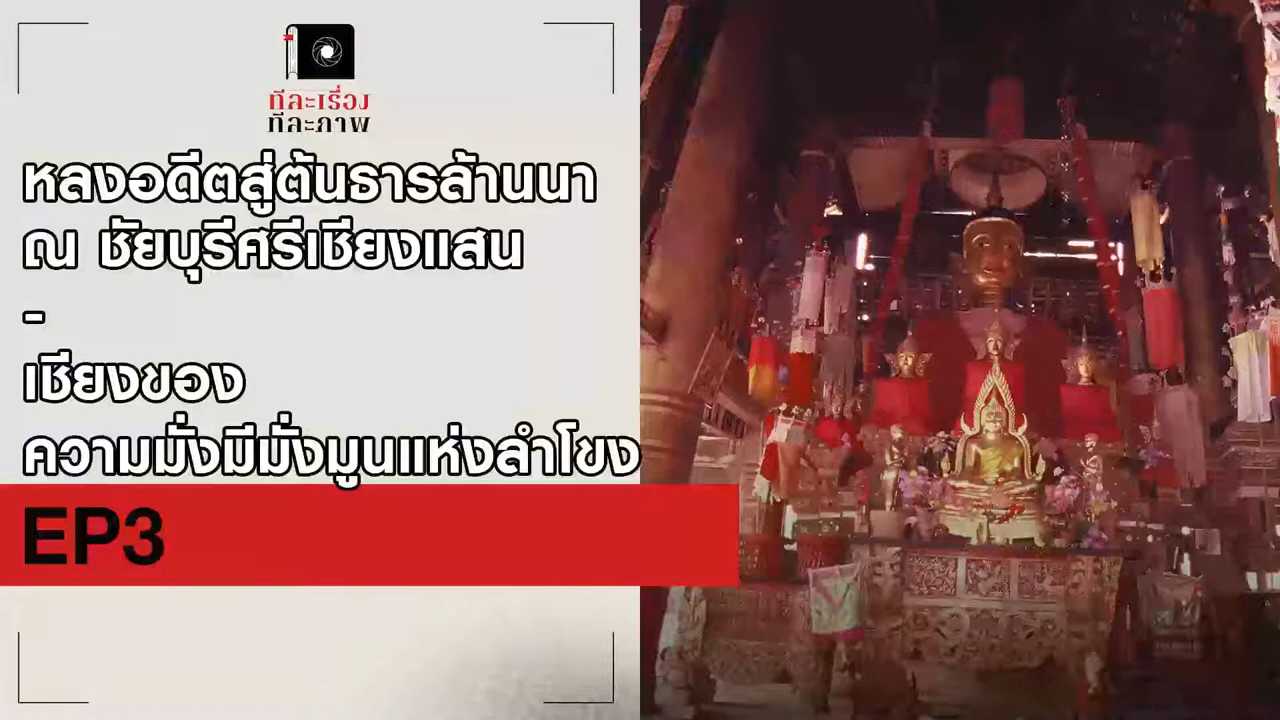 ทีละเรื่อง
ทีละภาพ
หลงอดีตสู่ต้นธารล้านนา
ณ ชัยบุรีศรีเชียงแสน
-
เชียงของ
ความมั่งมีมั่งมูนแห่งลำโขง
EP3